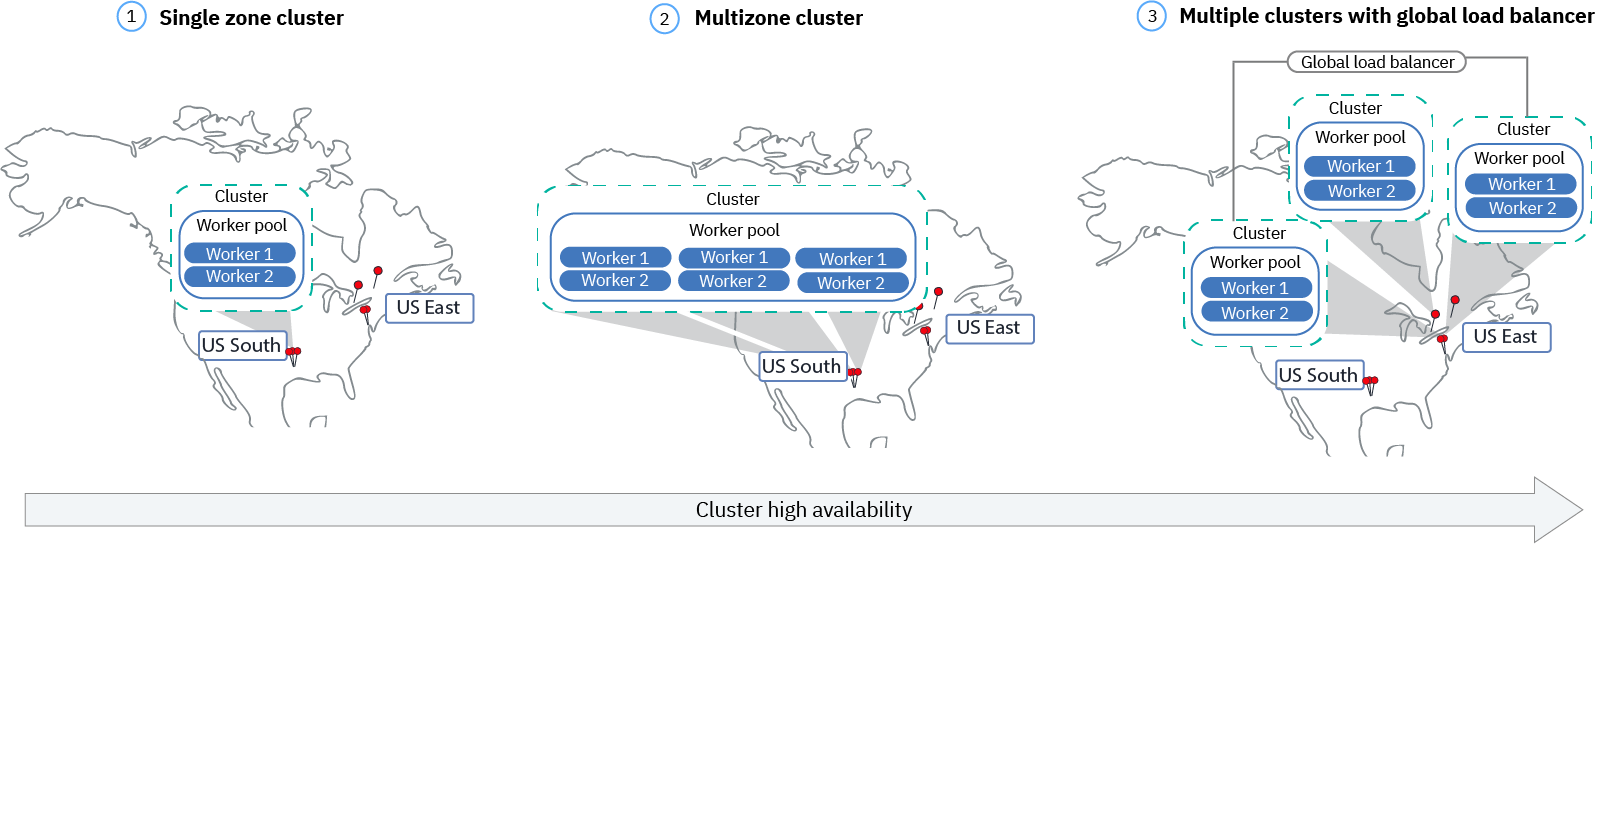 1 Single zone cluster
Cluster
Worker pool
Worker 1
Worker 2
US South
US East
2 Multizone cluster
Cluster
Worker pool
Worker 1 Worker 1 Worker 1
Worker 2 Worker 2 Worker 2
US South
US East
3 Multiple clusters with global load balancer
Global load balancer
Cluster
Worker pool
Worker 1
Worker 2
Cluster
Worker pool
Worker 1
Worker 2
Cluster
Worker pool
Worker 1
Worker 2
US South
US East
Cluster high availability